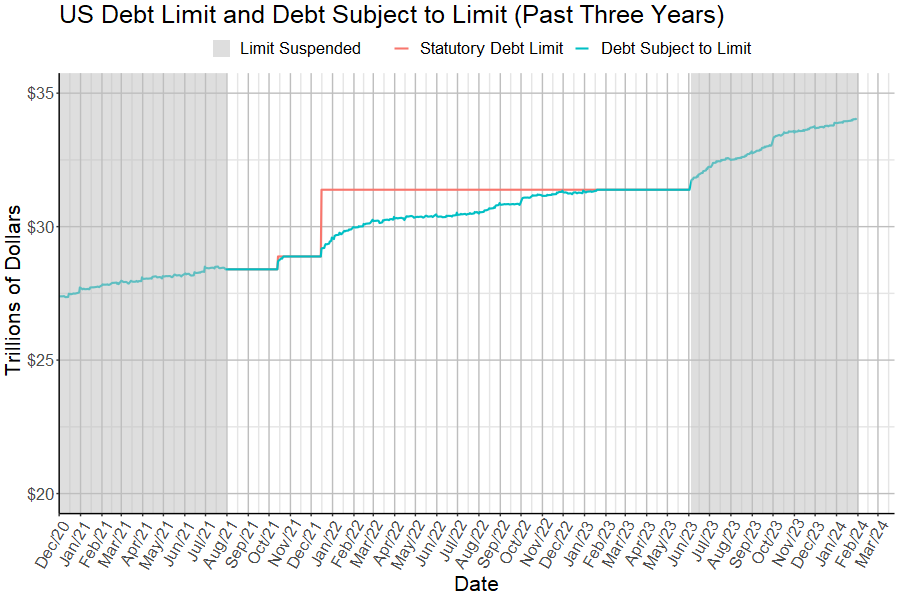 US Debt Limit and Debt Subject to Limit (Past Three Years)
Limit Suspended Statutory Debt Limit Debt Subject to Limit
Trillions of Dollars
$35
$30
$25
$20
Dec/20 Jan/21 Feb/21 Mar/21 Apr/21 May/21 Jun/21 Jul/21 Aug/21 Sep/21 Oct/21 Nov/21 Dec/21 Jan/22 Feb/22 Mar/22 Apr/22 May/22 Jun/22 Jul/22 Aug/22 Sep/22 Oct/22 Nov/22 Dec/22 Jan/23 Feb/23 Mar/23 Apr/23 May/23 Jun/23 Jul/23 Aug/23 Sep/23 Oct/23 Nov/23 Dec/23 Jan/24 Feb/24 Mar/24
Date